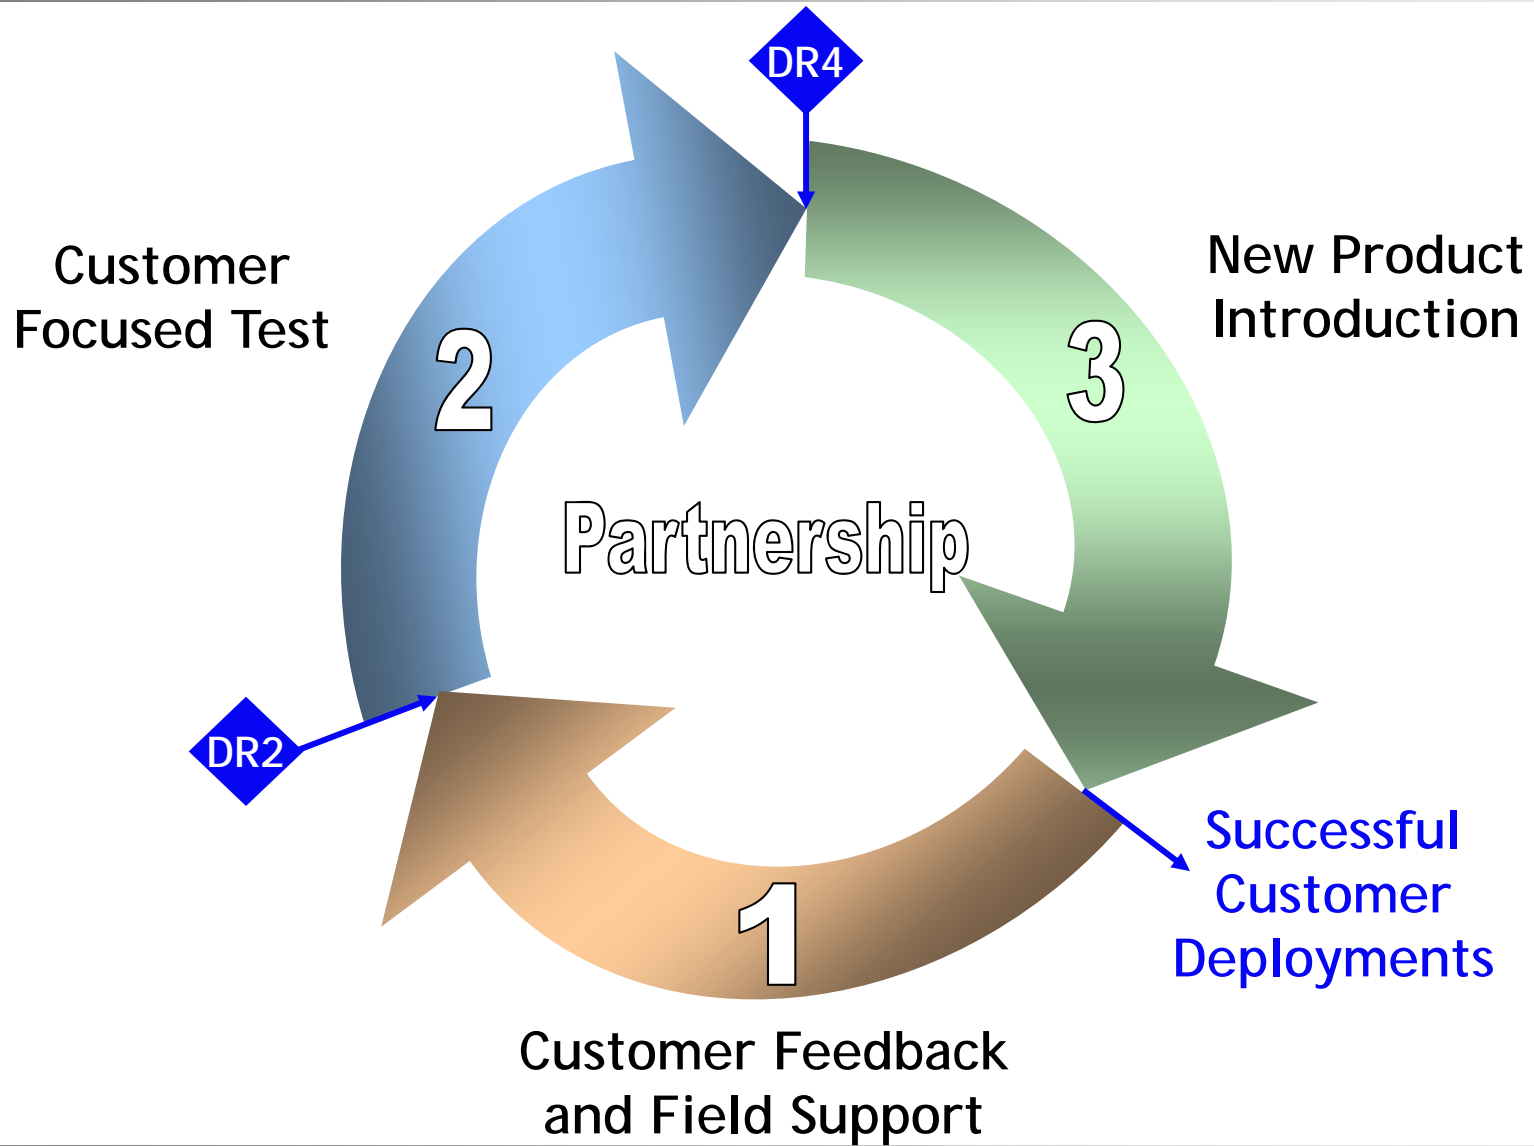 DR4
Customer
Focused Test
2
New Product
Introduction
3
Partnership
DR2
Successful
Customer
Deployments
1
Customer Feedback
and Field Support